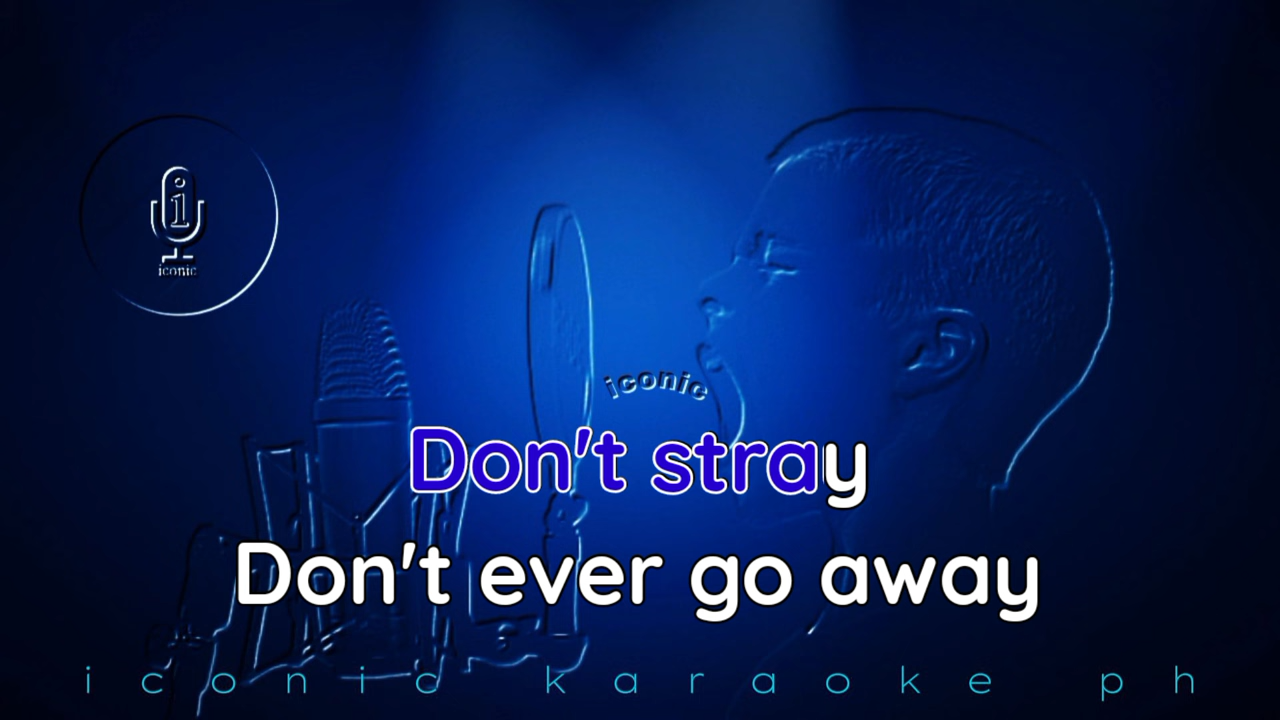 i
iconic
iconic
Don't stray
Don't ever go away
iconic karaoke ph